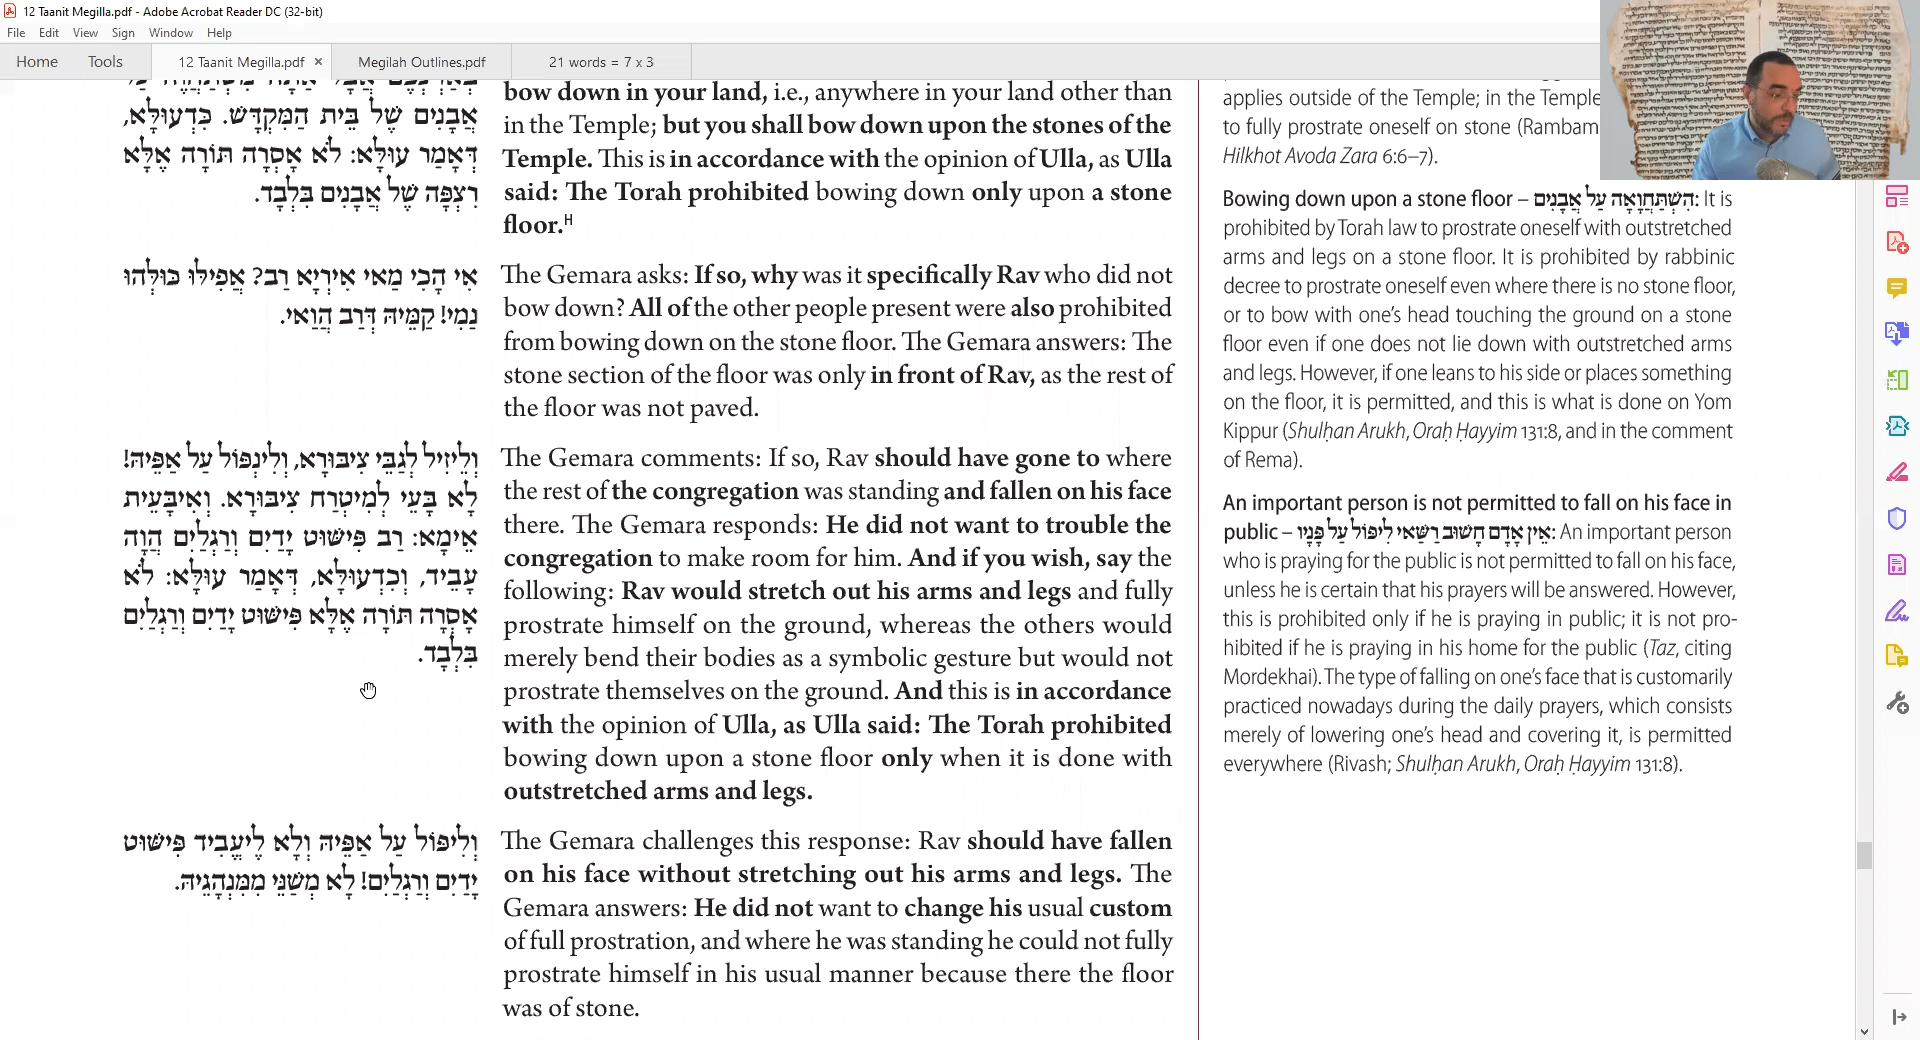 12 Taanit Megilla.pdf - Adobe Acrobat Reader DC (32-bit)
File Edit View Sign Window Help
Home Tools 12 Taanit Megilla.pdf × Megilah Outlines.pdf 21 words = 7 x 3
אֲבָנִים שֶׁל בֵּית הַמִּקְדָּשׁ. כִּדְעוּלָּא,
דְּאָמַר עוּלָּא: לֹא אָסְרָה תּוֹרָה אֶלָּא
רִצְפָּה שֶׁל אֲבָנִים בִּלְבַד.
אִי הָכִי מַאי אִירְיָא רַב? אֲפִילּוּ כּוּלְּהוּ
נַמִי! קַמֵּיהּ דְּרַב הֲוַאי.
וְלֵיזִיל לְגַבֵּי צִיבּוּרָא, וְלִינְפּוֹל עַל אַפֵּיהּ!
לָא בָּעֵי לְמִיטְרַח צִיבּוּרָא. וְאִיבָּעֵית
אֵימָא: רַב פִּישּׁוּט יָדַיִם וְרַגְלַיִם הֲוָה
עָבֵיד, וְכִדְעוּלָּא, דְּאָמַר עוּלָּא: לֹא
אָסְרָה תּוֹרָה אֶלָּא פִּישּׁוּט יָדַיִם וְרַגְלַיִם
בִּלְבַד.
וְלִיפּוֹל עַל אַפֵּיהּ וְלָא לֶיעֱבֵיד פִּישּׁוּט
יָדַיִם וְרַגְלַיִם! לָא מְשַׁנֵּי מִמִּנְהָגֵיהּ.
bow down in your land, i.e., anywhere in your land other than
in the Temple; but you shall bow down upon the stones of the
Temple. This is in accordance with the opinion of Ulla, as Ulla
said: The Torah prohibited bowing down only upon a stone
floor.H
The Gemara asks: If so, why was it specifically Rav who did not
bow down? All of the other people present were also prohibited
from bowing down on the stone floor. The Gemara answers: The
stone section of the floor was only in front of Rav, as the rest of
the floor was not paved.
The Gemara comments: If so, Rav should have gone to where
the rest of the congregation was standing and fallen on his face
there. The Gemara responds: He did not want to trouble the
congregation to make room for him. And if you wish, say the
following: Rav would stretch out his arms and legs and fully
prostrate himself on the ground, whereas the others would
merely bend their bodies as a symbolic gesture but would not
prostrate themselves on the ground. And this is in accordance
with the opinion of Ulla, as Ulla said: The Torah prohibited
bowing down upon a stone floor only when it is done with
outstretched arms and legs.
The Gemara challenges this response: Rav should have fallen
on his face without stretching out his arms and legs. The
Gemara answers: He did not want to change his usual custom
of full prostration, and where he was standing he could not fully
prostrate himself in his usual manner because there the floor
was of stone.
applies outside of the Temple; in the Temple
to fully prostrate oneself on stone (Rambam
Hilkhot Avoda Zara 6:6–7).
Bowing down upon a stone floor – הִשְׁתַּחֲוָאָה עַל אֲבָנִים: It is
prohibited by Torah law to prostrate oneself with outstretched
arms and legs on a stone floor. It is prohibited by rabbinic
decree to prostrate oneself even where there is no stone floor,
or to bow with one's head touching the ground on a stone
floor even if one does not lie down with outstretched arms
and legs. However, if one leans to his side or places something
on the floor, it is permitted, and this is what is done on Yom
Kippur (Shulḥan Arukh, Oraḥ Ḥayyim 131:8, and in the comment
of Rema).
An important person is not permitted to fall on his face in
public – אֵין אָדָם חָשׁוּב רַשַּׁאי לִיפּוֹל עַל פָּנָיו: An important person
who is praying for the public is not permitted to fall on his face,
unless he is certain that his prayers will be answered. However,
this is prohibited only if he is praying in public; it is not pro-
hibited if he is praying in his home for the public (Taz, citing
Mordekhai). The type of falling on one's face that is customarily
practiced nowadays during the daily prayers, which consists
merely of lowering one's head and covering it, is permitted
everywhere (Rivash; Shulḥan Arukh, Oraḥ Ḥayyim 131:8).